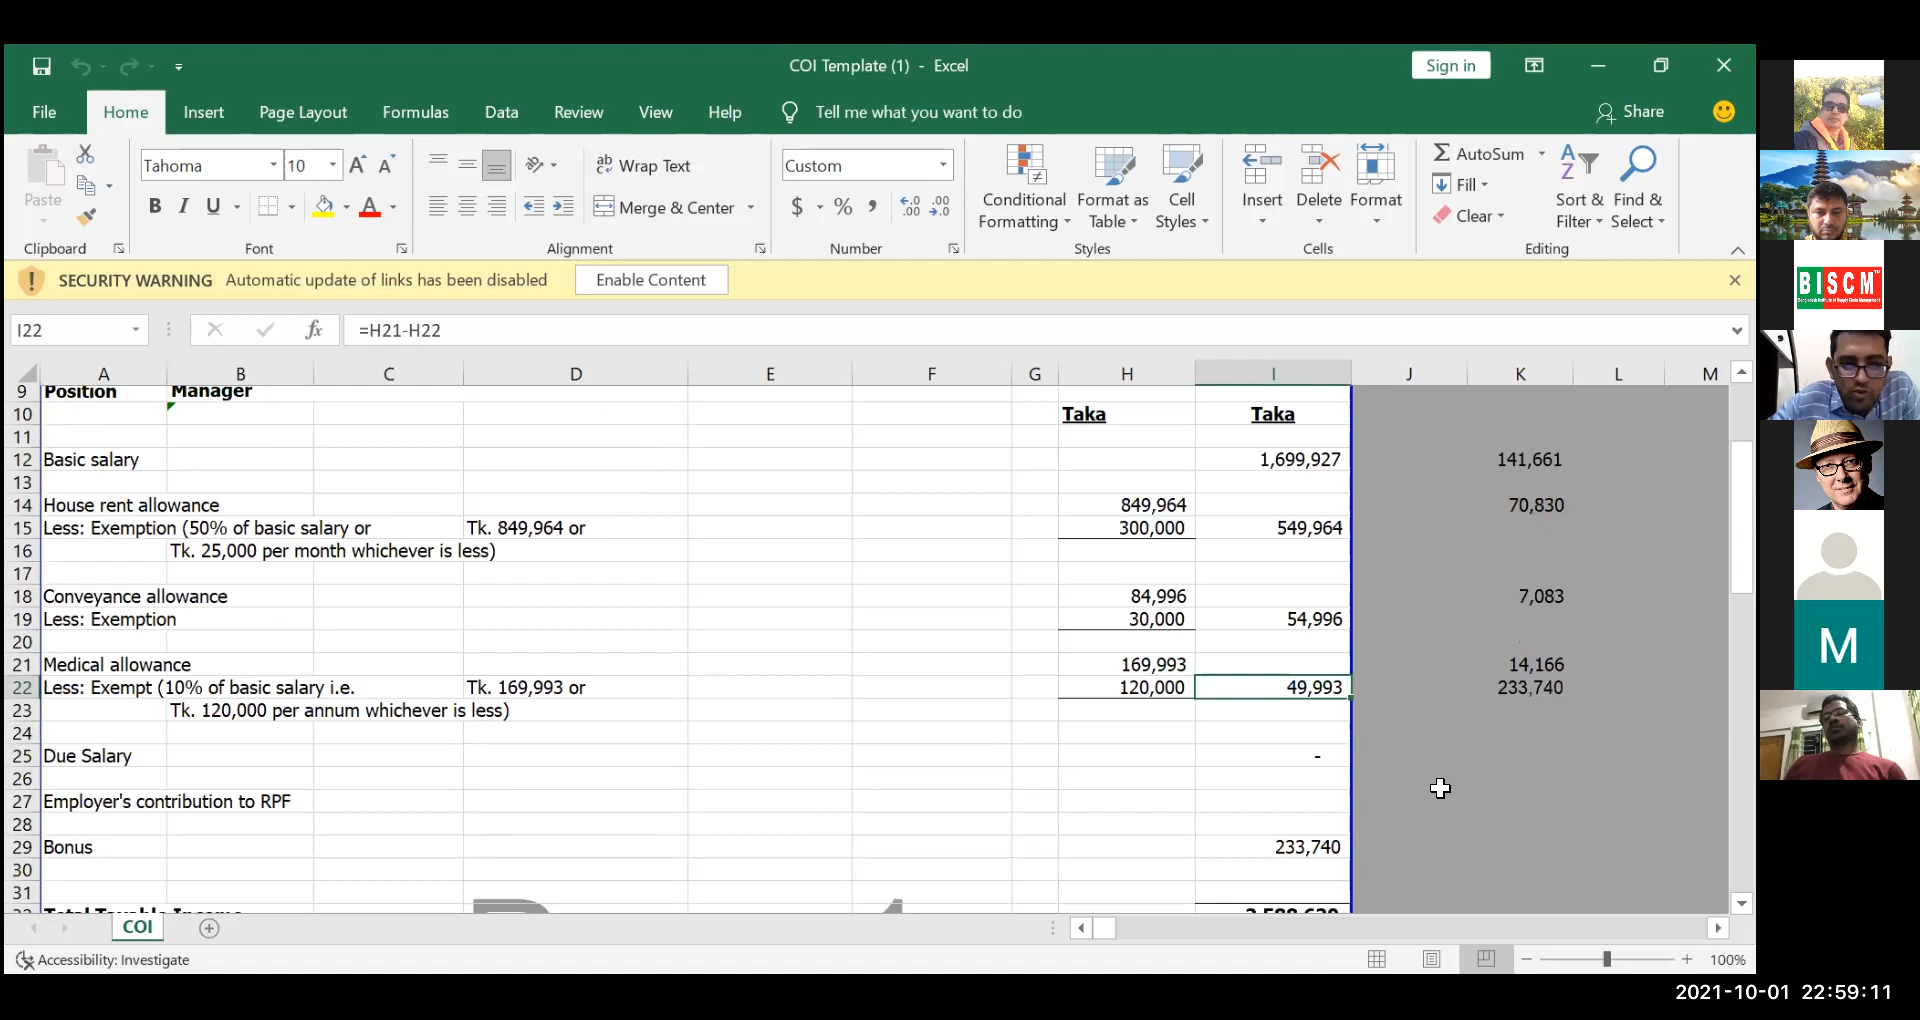 COI Template (1) - Excel
Sign in
File Home Insert Page Layout Formulas Data Review View Help Tell me what you want to do Share
Paste
Clipboard
Tahoma 10
B I U
Font
Wrap Text
Merge & Center
Alignment
Custom
$ % ,
Number
Conditional Formatting
Format as Table
Cell Styles
Styles
Insert
Delete
Format
Cells
AutoSum
Fill
Clear
Sort & Filter
Find & Select
Editing
SECURITY WARNING Automatic update of links has been disabled Enable Content
I22 fx =H21-H22
A B C D E F G H I J K L M
9 Position Manager
10 Taka Taka
11
12 Basic salary 1,699,927 141,661
13
14 House rent allowance 849,964 70,830
15 Less: Exemption (50% of basic salary or Tk. 849,964 or 300,000 549,964
16 Tk. 25,000 per month whichever is less)
17
18 Conveyance allowance 84,996 7,083
19 Less: Exemption 30,000 54,996
20
21 Medical allowance 169,993 14,166
22 Less: Exempt (10% of basic salary i.e. Tk. 169,993 or 120,000 49,993 233,740
23 Tk. 120,000 per annum whichever is less)
24
25 Due Salary -
26
27 Employer's contribution to RPF
28
29 Bonus 233,740
30
31
COI
Accessibility: Investigate
100%
BISCM
M
2021-10-01 22:59:11